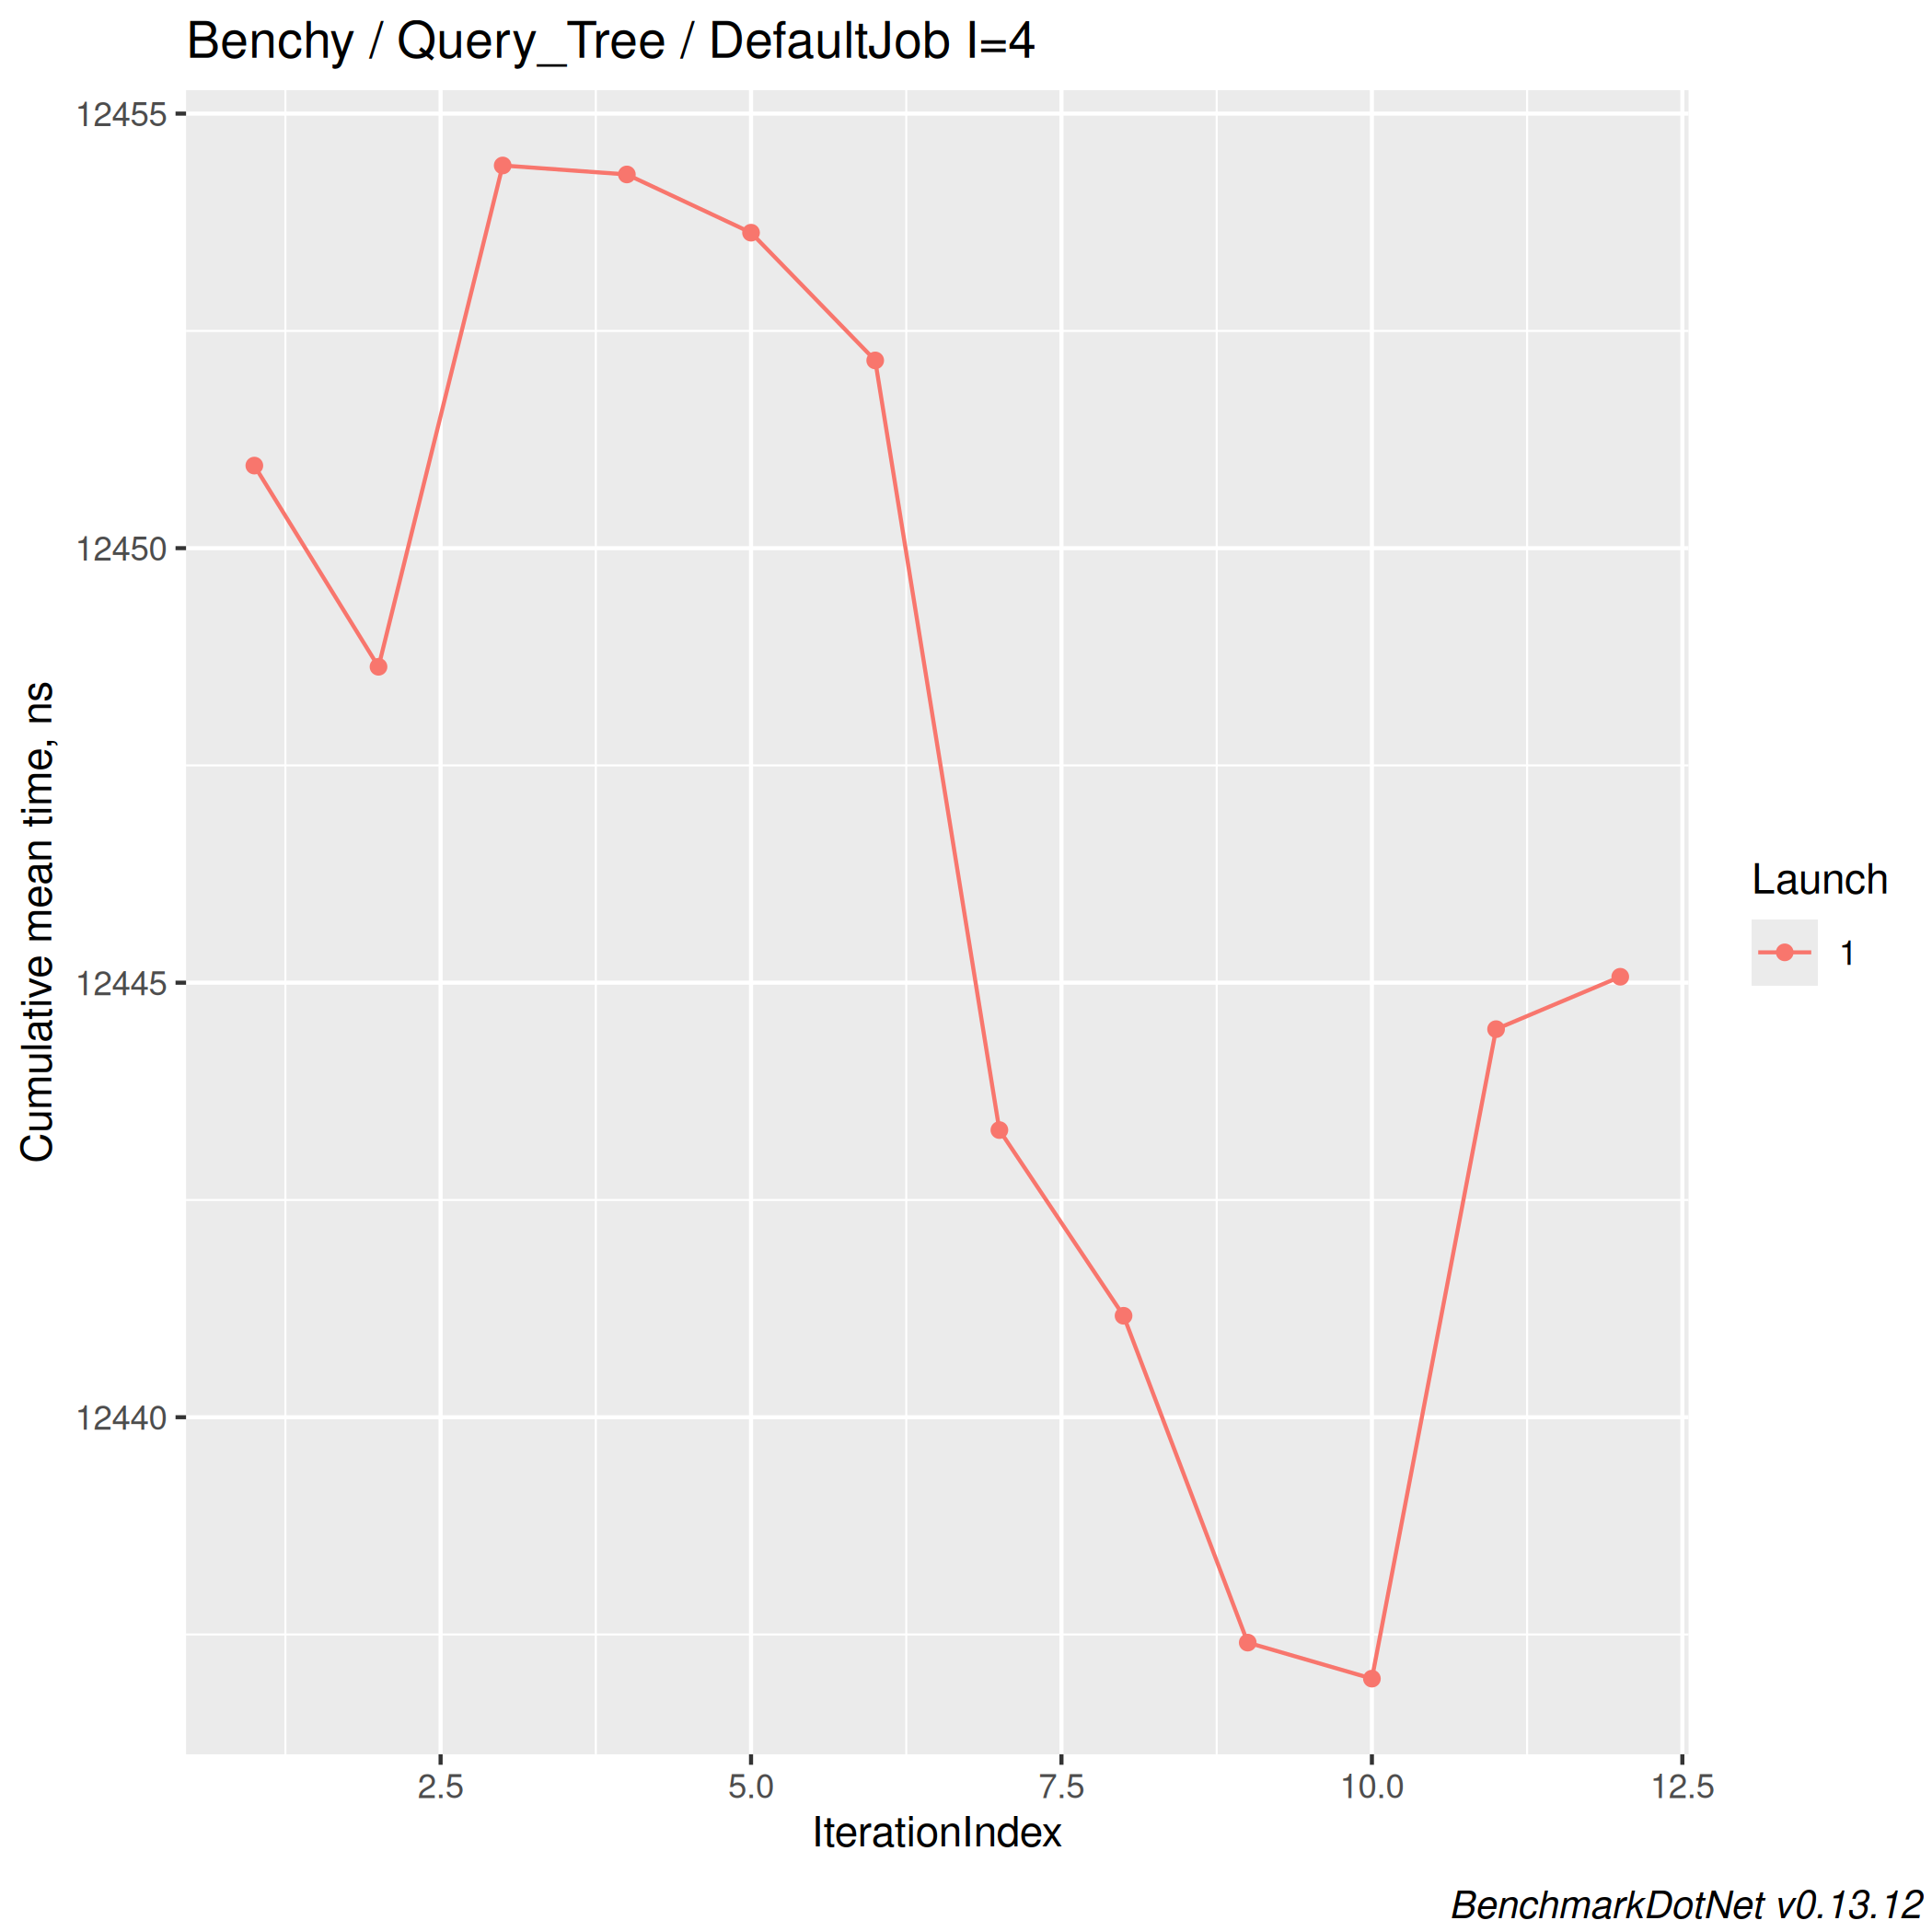 Benchy / Query_Tree / DefaultJob I=4
12455
12450
12445
12440
Cumulative mean time, ns
2.5 5.0 7.5 10.0 12.5
IterationIndex
Launch
1
BenchmarkDotNet v0.13.12